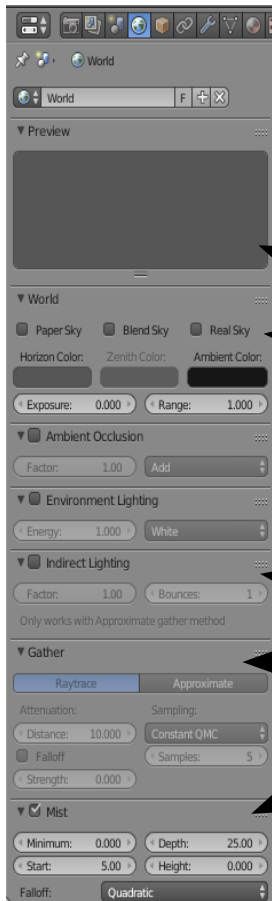 World
World F
Preview
World
Paper Sky Blend Sky Real Sky
Horizon Color: Zenith Color: Ambient Color:
Exposure: 0.000 Range: 1.000
Ambient Occlusion
Factor: 1.00 Add
Environment Lighting
Energy: 1.000 White
Indirect Lighting
Factor: 1.00 Bounces: 1
Only works with Approximate gather method
Gather
Raytrace Approximate
Attenuation: Sampling:
Distance: 10.000 Constant QMC
Falloff Samples: 5
Strength: 0.000
Mist
Minimum: 0.000 Depth: 25.00
Start: 5.00 Height: 0.000
Falloff: Quadratic